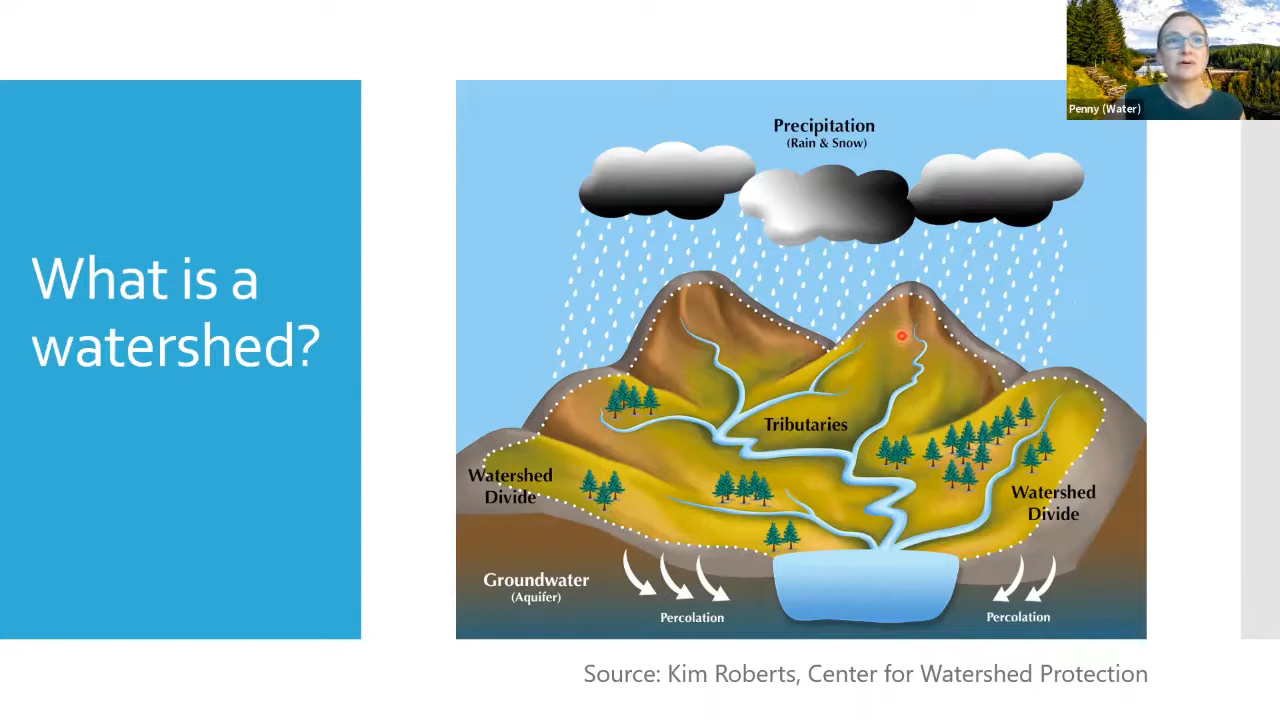 Penny (Water)
What is a
watershed?
Precipitation
(Rain & Snow)
Tributaries
Watershed
Divide
Watershed
Divide
Groundwater
(Aquifer)
Percolation
Percolation
Source: Kim Roberts, Center for Watershed Protection